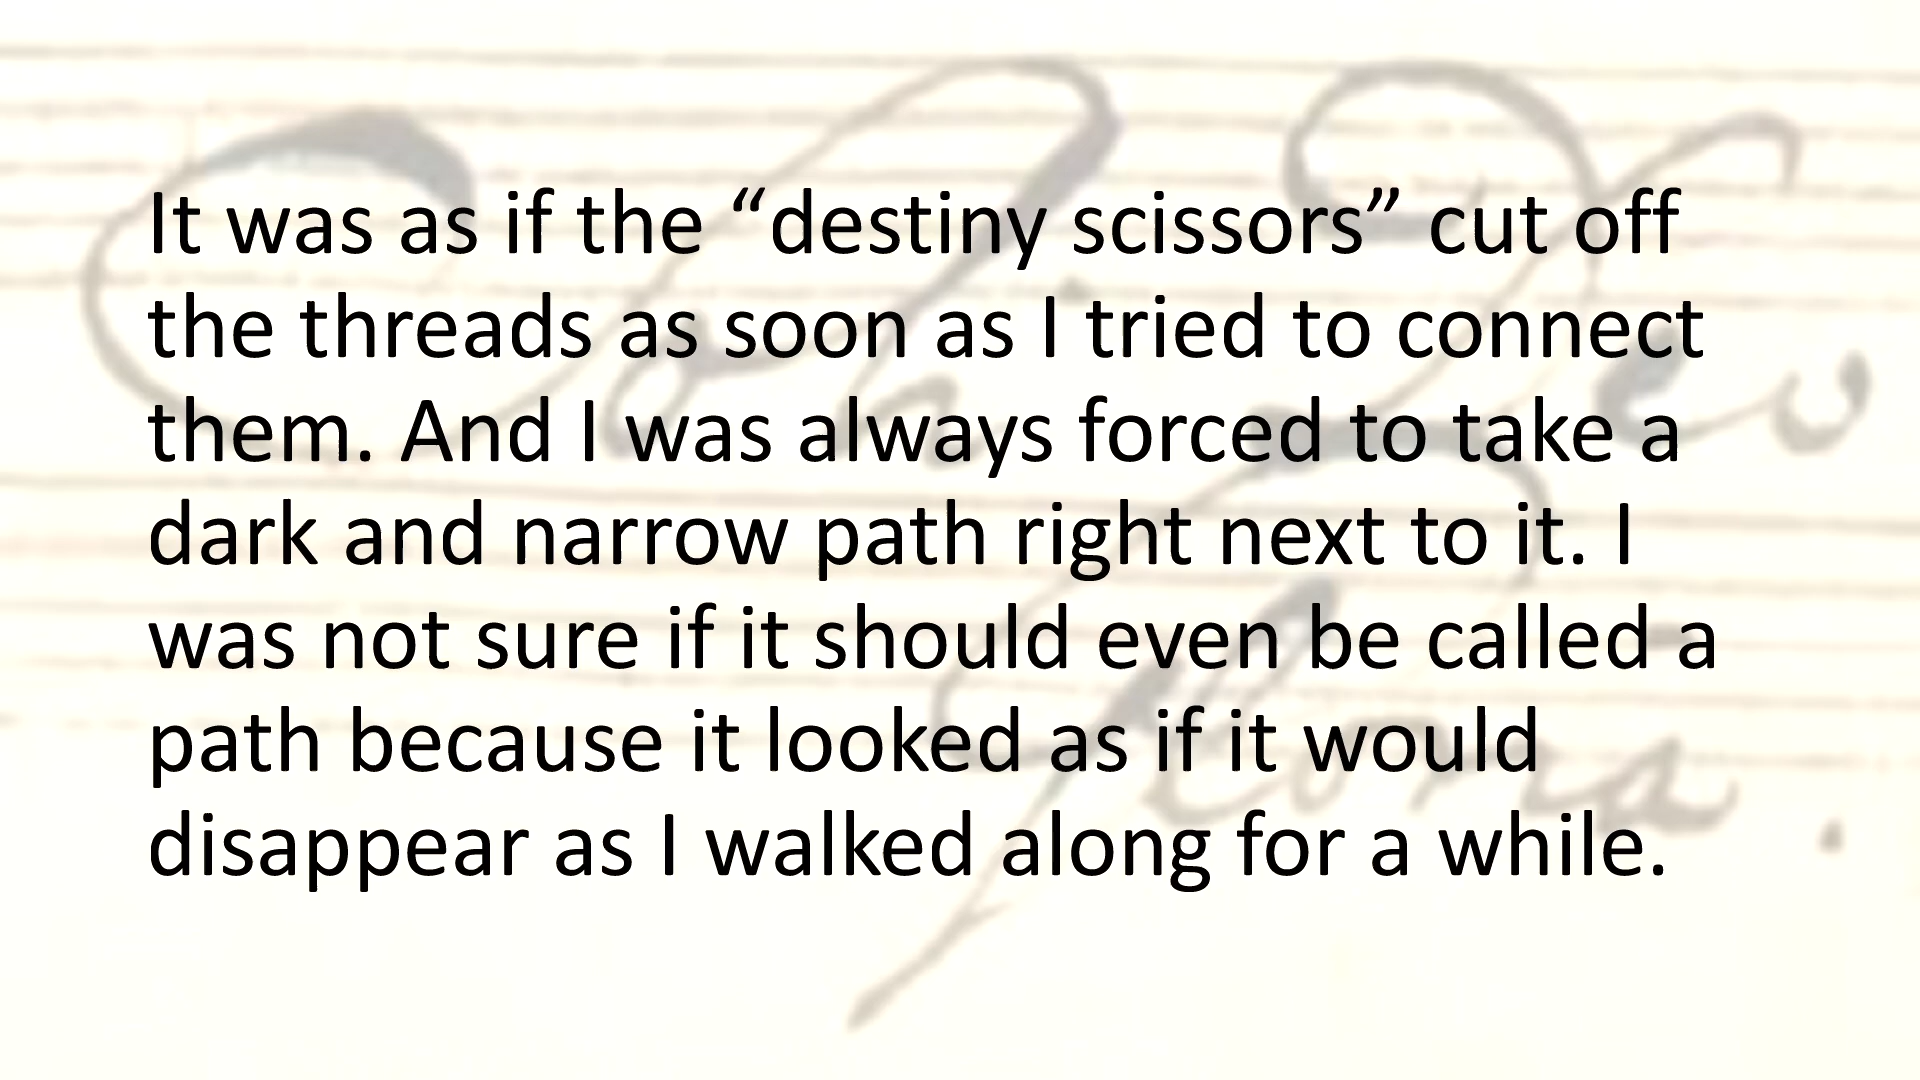 It was as if the “destiny scissors” cut off
the threads as soon as I tried to connect
them. And I was always forced to take a
dark and narrow path right next to it. I
was not sure if it should even be called a
path because it looked as if it would
disappear as I walked along for a while.